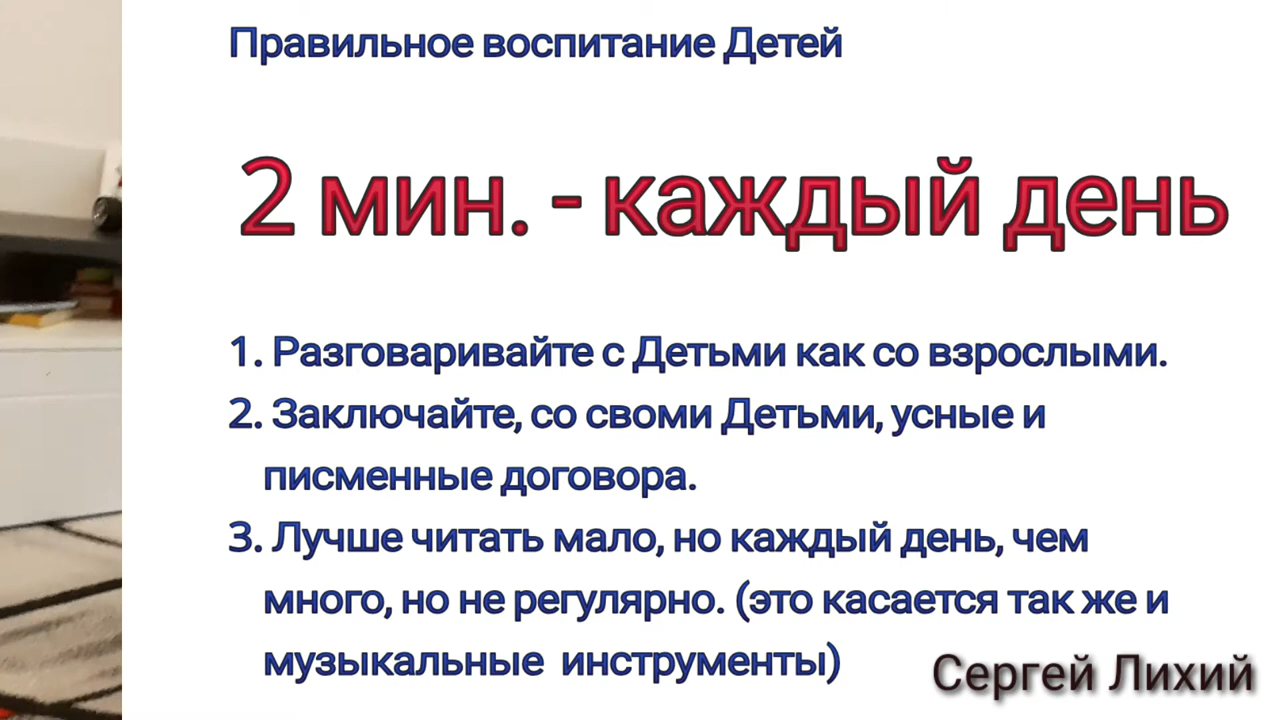 Правильное воспитание Детей
2 мин. - каждый день
1. Разговаривайте с Детьми как со взрослыми.
2. Заключайте, со своми Детьми, усные и
писменные договора.
3. Лучше читать мало, но каждый день, чем
много, но не регулярно. (это касается так же и
музыкальные инструменты)
Сергей Лихий